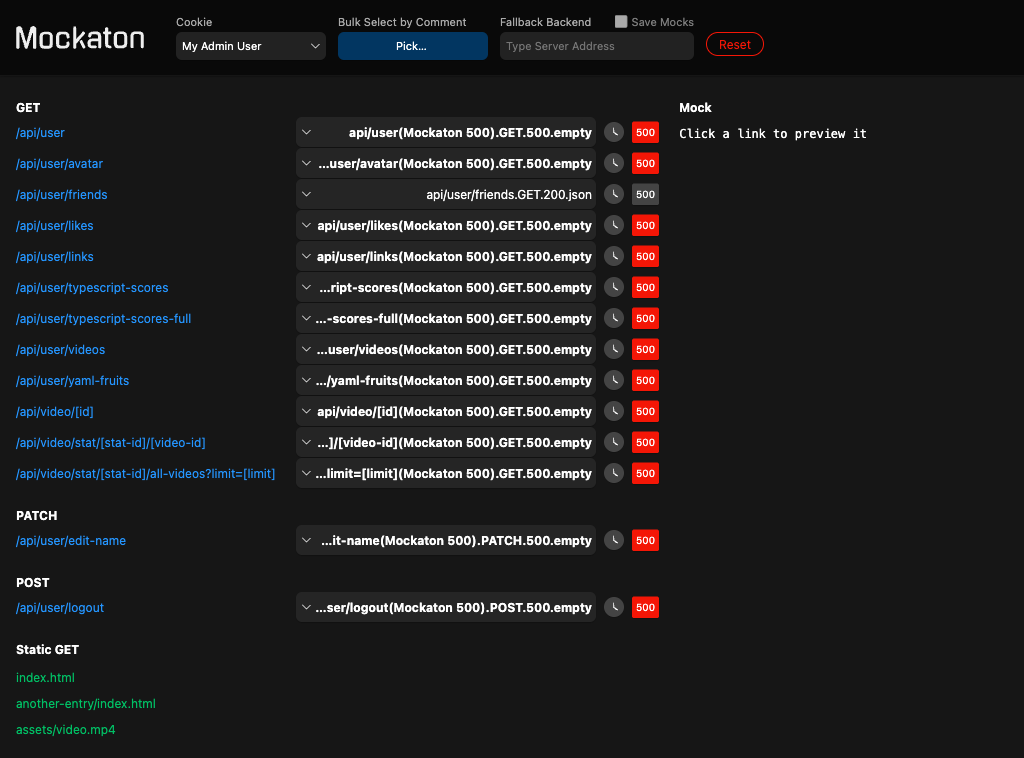 Mockaton
Cookie
My Admin User
Bulk Select by Comment
Pick…
Fallback Backend
Save Mocks
Type Server Address
Reset
GET
/api/user api/user(Mockaton 500).GET.500.empty 500
/api/user/avatar …user/avatar(Mockaton 500).GET.500.empty 500
/api/user/friends api/user/friends.GET.200.json 500
/api/user/likes api/user/likes(Mockaton 500).GET.500.empty 500
/api/user/links api/user/links(Mockaton 500).GET.500.empty 500
/api/user/typescript-scores …ript-scores(Mockaton 500).GET.500.empty 500
/api/user/typescript-scores-full …-scores-full(Mockaton 500).GET.500.empty 500
/api/user/videos …user/videos(Mockaton 500).GET.500.empty 500
/api/user/yaml-fruits …/yaml-fruits(Mockaton 500).GET.500.empty 500
/api/video/[id] api/video/[id](Mockaton 500).GET.500.empty 500
/api/video/stat/[stat-id]/[video-id] …]/[video-id](Mockaton 500).GET.500.empty 500
/api/video/stat/[stat-id]/all-videos?limit=[limit] …limit=[limit](Mockaton 500).GET.500.empty 500
PATCH
/api/user/edit-name …it-name(Mockaton 500).PATCH.500.empty 500
POST
/api/user/logout …ser/logout(Mockaton 500).POST.500.empty 500
Static GET
index.html
another-entry/index.html
assets/video.mp4
Mock
Click a link to preview it